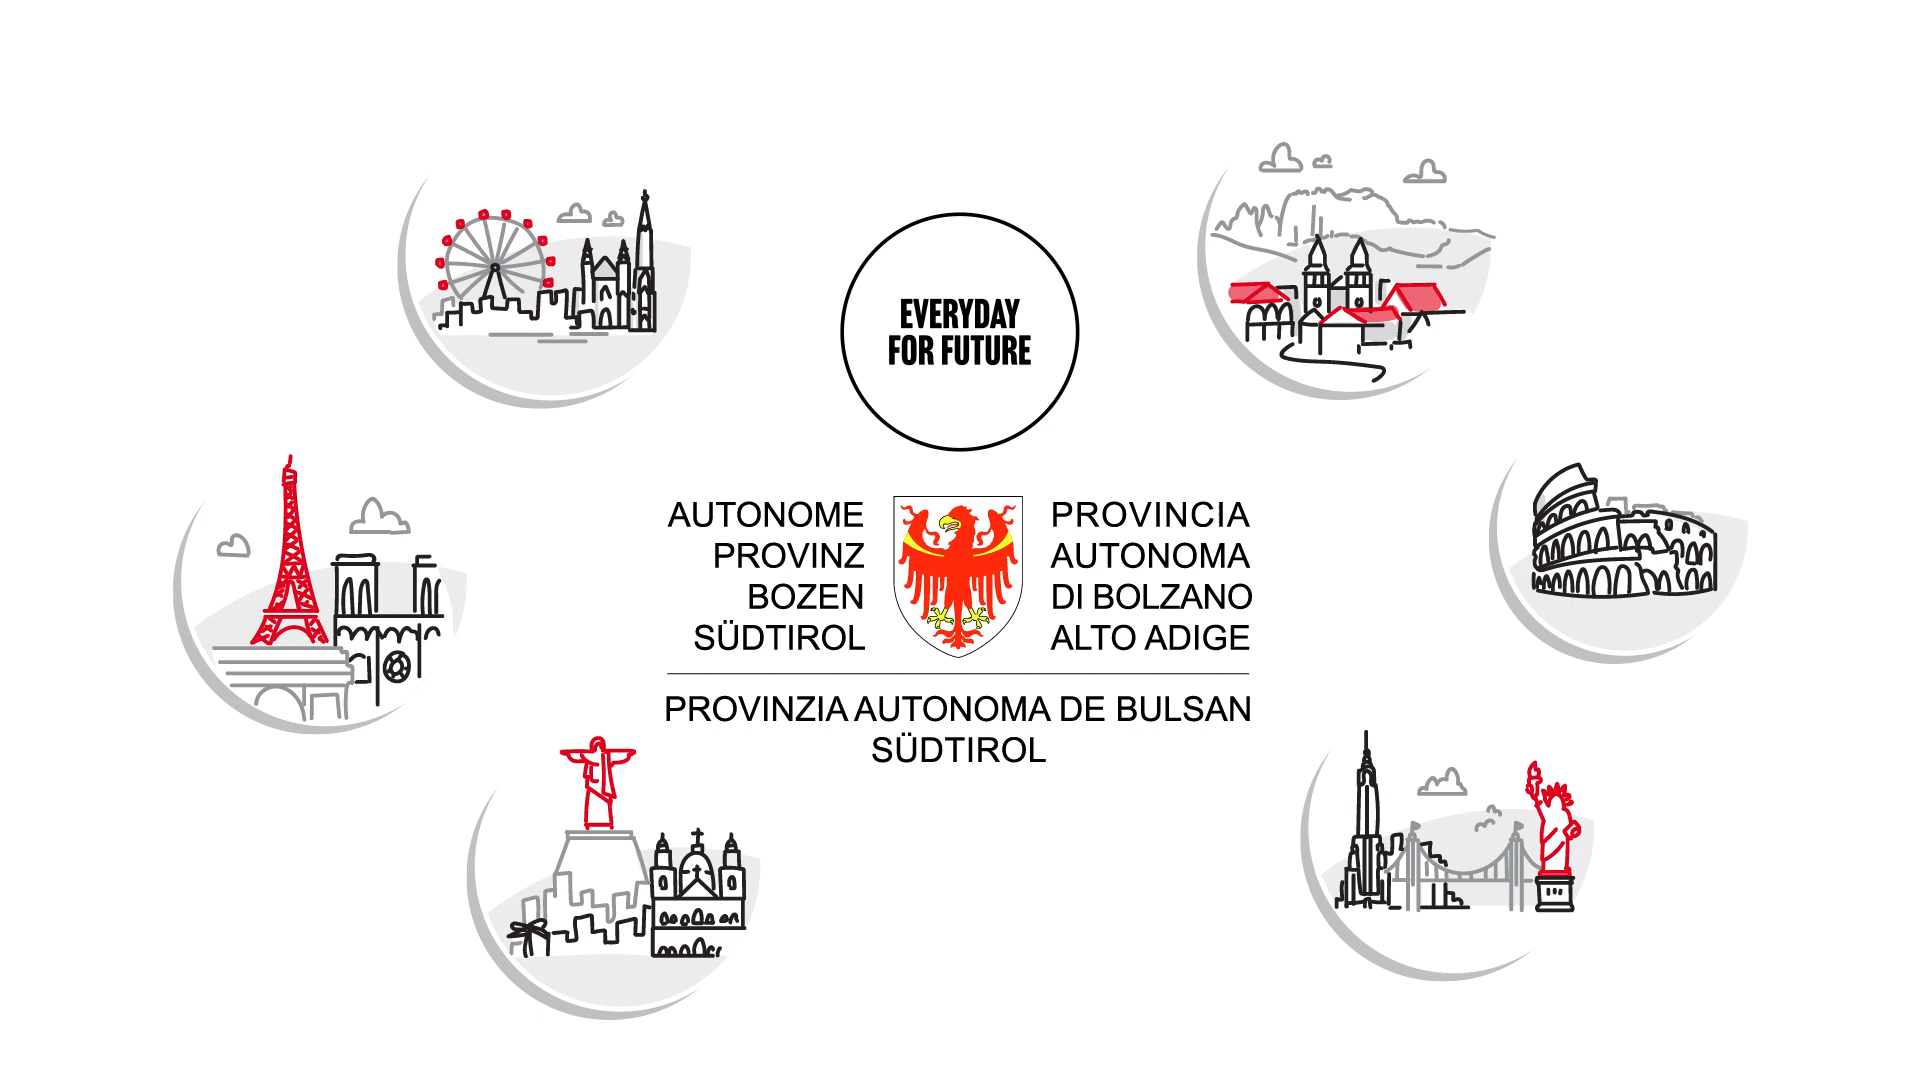 EVERYDAY
FOR FUTURE
AUTONOME
PROVINZ
BOZEN
SÜDTIROL
PROVINCIA
AUTONOMA
DI BOLZANO
ALTO ADIGE
PROVINZIA AUTONOMA DE BULSAN
SÜDTIROL